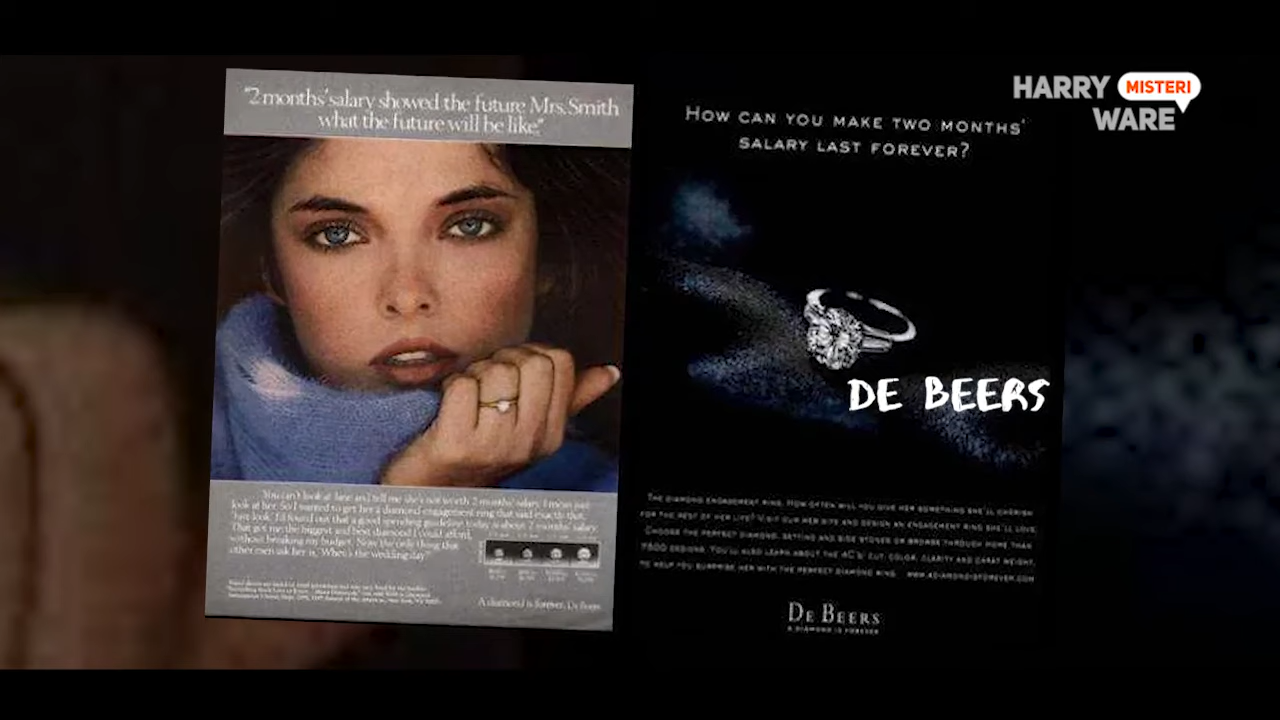 HARRY
MISTERI
WARE
"2 months' salary showed the future Mrs. Smith
what the future will be like."
You can't look at Jane and tell me she's not worth 2 months' salary. I mean just
look at her. So I wanted to get her a diamond engagement ring that said exactly that,
"Just look." I'd found out that a good spending guideline today is about 2 months' salary.
That got me the biggest and best diamond I could afford,
without breaking my budget. Now the only thing that
other men ask her is, "When's the wedding day?"
A diamond is forever. De Beers
HOW CAN YOU MAKE TWO MONTHS'
SALARY LAST FOREVER?
DE BEERS
THE DIAMOND ENGAGEMENT RING. HOW OFTEN WILL YOU GIVE HER SOMETHING SHE'LL CHERISH
FOR THE REST OF HER LIFE? VISIT OUR WEB SITE AND DESIGN AN ENGAGEMENT RING SHE'LL LOVE.
CHOOSE THE PERFECT DIAMOND, SETTING AND SIDE STONES OR BROWSE THROUGH MORE THAN
7500 DESIGNS. YOU'LL ALSO LEARN ABOUT THE 4C'S: CUT, COLOR, CLARITY AND CARAT WEIGHT,
TO HELP YOU SURPRISE HER WITH THE PERFECT DIAMOND RING. WWW.ADIAMONDISFOREVER.COM
DE BEERS
A DIAMOND IS FOREVER